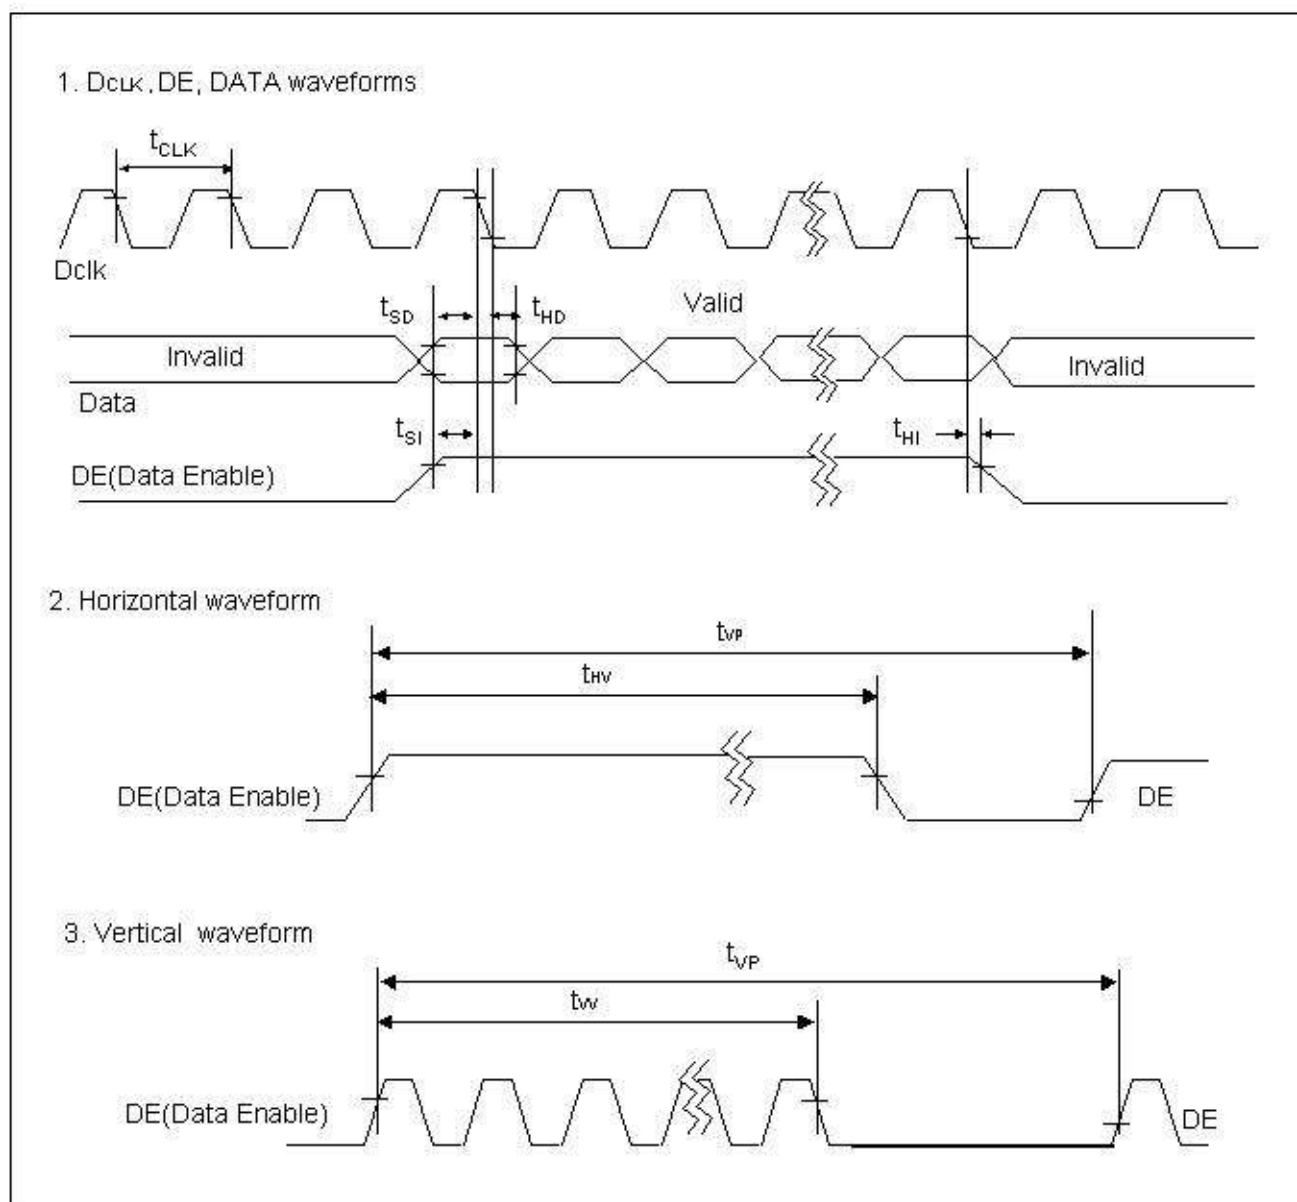 1. DCLK, DE, DATA waveforms
tCLK
Dclk
tSD
tHD
Valid
Invalid
Invalid
Data
tSI
tHI
DE(Data Enable)
2. Horizontal waveform
tVP
tHV
DE(Data Enable)
DE
3. Vertical waveform
tVP
tVV
DE(Data Enable)
DE